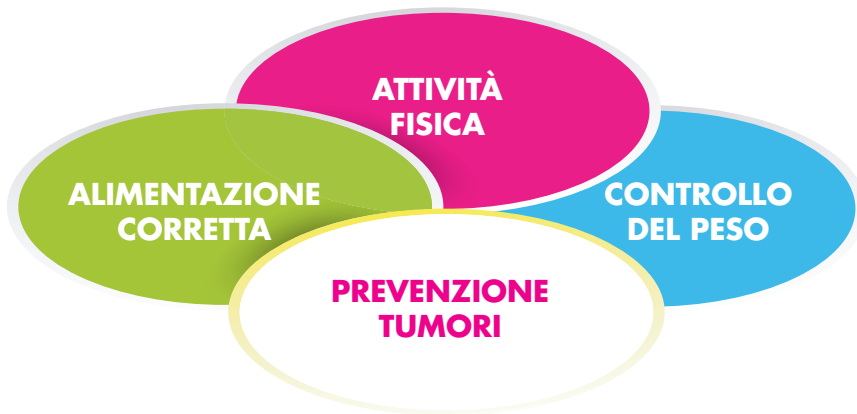 ATTIVITÀ
FISICA
ALIMENTAZIONE
CORRETTA
CONTROLLO
DEL PESO
PREVENZIONE
TUMORI